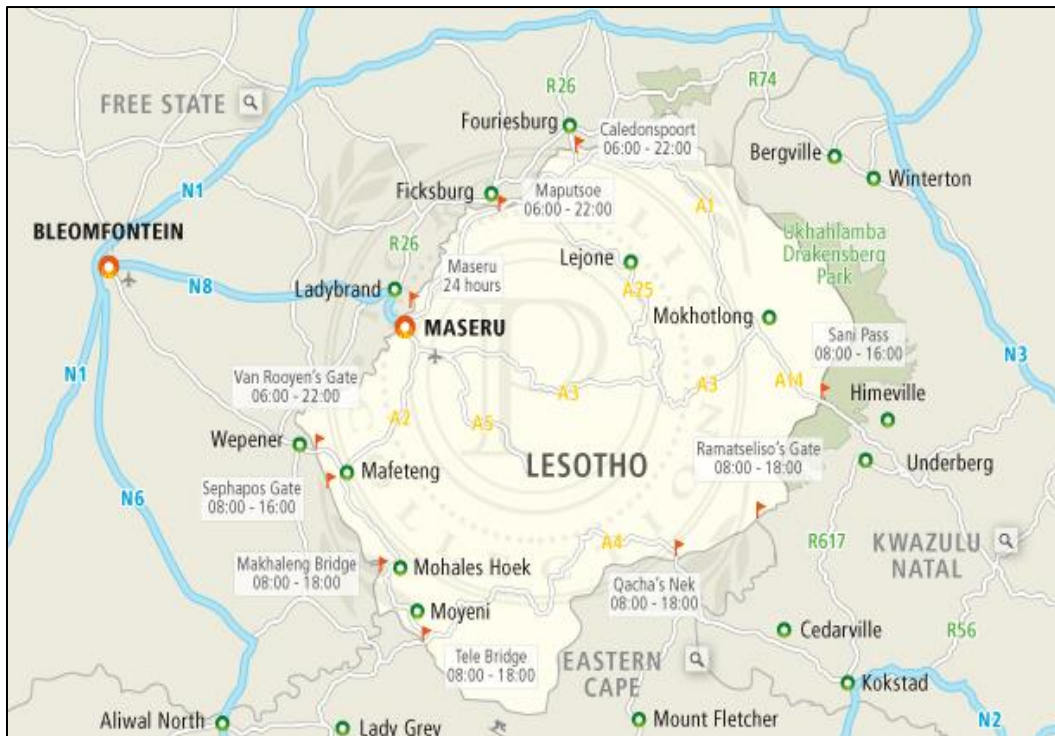 R26
R74
FREE STATE
Fouriesburg
Caledonspoort
06:00 - 22:00
Bergville
Winterton
N1
Ficksburg
Maputsoe
06:00 - 22:00
A1
BLEOMFONTEIN
R26
Ukhahlamba
Drakensberg
Park
Lejone
Maseru
24 hours
N8
Ladybrand
A25
Mokhotlong
MASERU
Sani Pass
08:00 - 16:00
N3
N1
Van Rooyen's Gate
06:00 - 22:00
A3
A3
A14
Himeville
A2
A5
Wepener
Ramatseliso's Gate
08:00 - 18:00
Mafeteng
LESOTHO
Underberg
Sephapos Gate
08:00 - 16:00
N6
A4
R617
KWAZULU
NATAL
Makhaleng Bridge
08:00 - 18:00
Mohales Hoek
Qacha's Nek
08:00 - 18:00
Moyeni
Cedarville
R56
Tele Bridge
08:00 - 18:00
EASTERN
CAPE
Kokstad
Aliwal North
Lady Grey
Mount Fletcher
N2